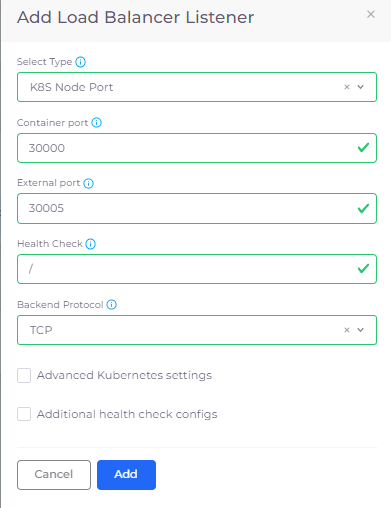 Add Load Balancer Listener
Select Type
K8S Node Port
Container port
30000
External port
30005
Health Check
/
Backend Protocol
TCP
Advanced Kubernetes settings
Additional health check configs
Cancel
Add